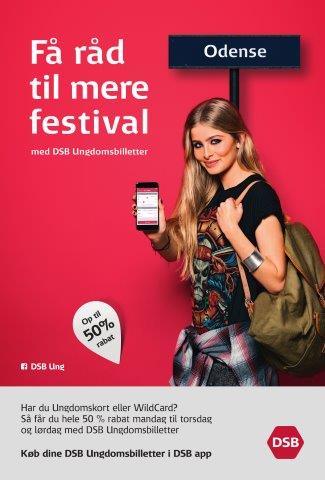 Få råd
til mere
festival
med DSB Ungdomsbilletter
Odense
Op til
50%
rabat
DSB Ung
Har du Ungdomskort eller WildCard?
Så får du hele 50 % rabat mandag til torsdag
og lørdag med DSB Ungdomsbilletter
Køb dine DSB Ungdomsbilletter i DSB app
DSB